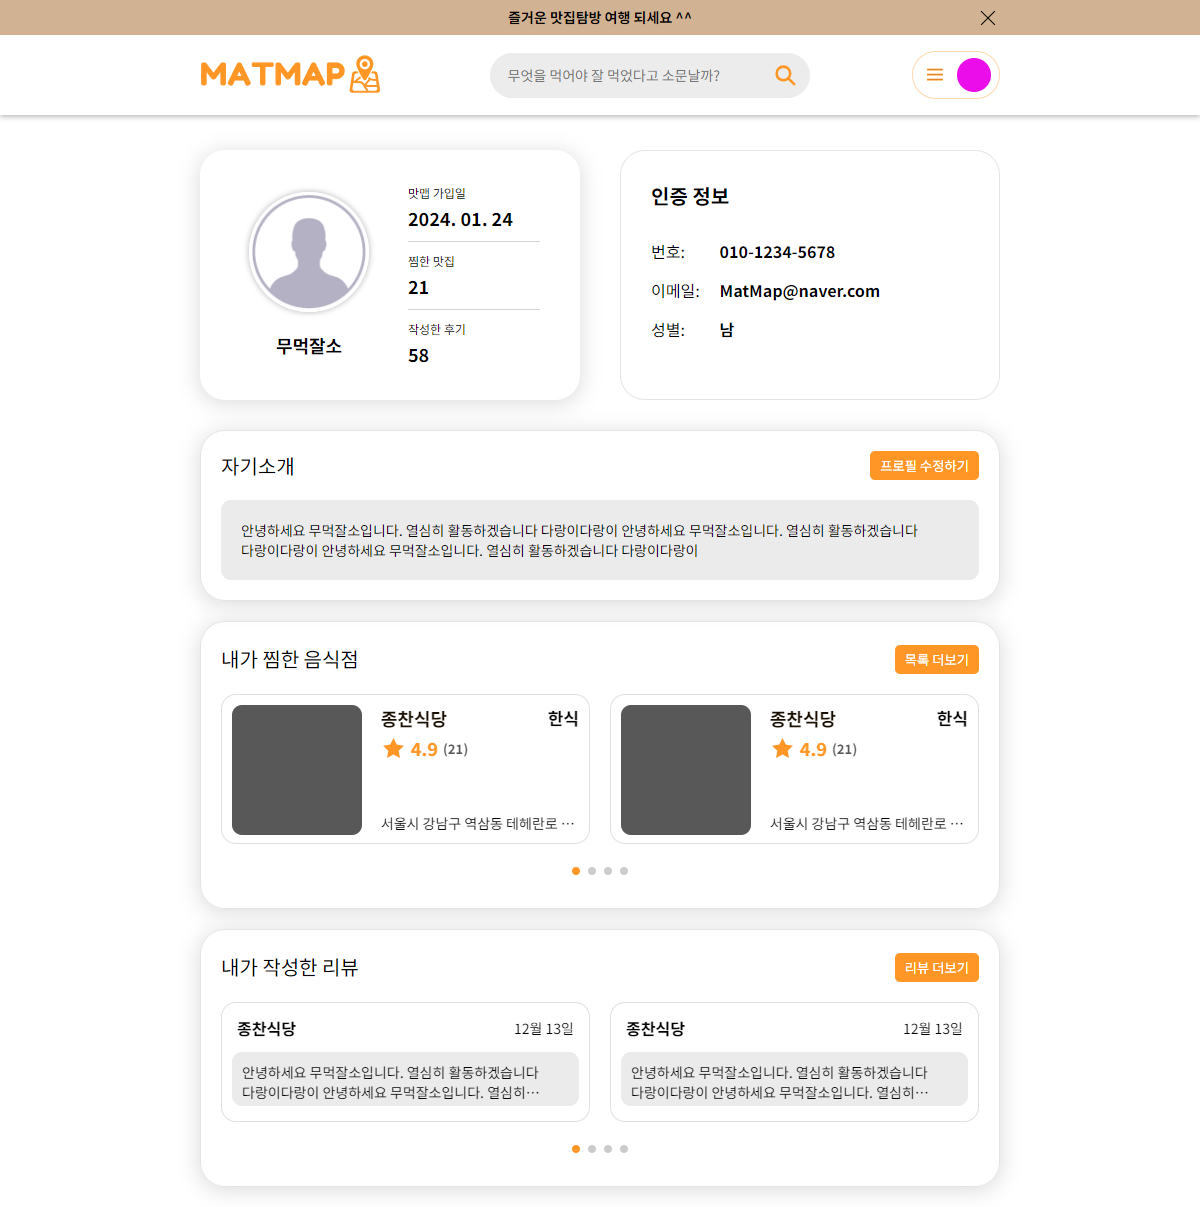 즐거운 맛집탐방 여행 되세요 ^^
MATMAP
무엇을 먹어야 잘 먹었다고 소문날까?
맛맵 가입일
2024. 01. 24
찜한 맛집
21
작성한 후기
58
무먹잘소
인증 정보
번호: 010-1234-5678
이메일: MatMap@naver.com
성별: 남
자기소개
프로필 수정하기
안녕하세요 무먹잘소입니다. 열심히 활동하겠습니다 다랑이다랑이 안녕하세요 무먹잘소입니다. 열심히 활동하겠습니다
다랑이다랑이 안녕하세요 무먹잘소입니다. 열심히 활동하겠습니다 다랑이다랑이
내가 찜한 음식점
목록 더보기
종찬식당 한식
4.9 (21)
서울시 강남구 역삼동 테헤란로 ⋯
종찬식당 한식
4.9 (21)
서울시 강남구 역삼동 테헤란로 ⋯
내가 작성한 리뷰
리뷰 더보기
종찬식당 12월 13일
안녕하세요 무먹잘소입니다. 열심히 활동하겠습니다
다랑이다랑이 안녕하세요 무먹잘소입니다. 열심히⋯
종찬식당 12월 13일
안녕하세요 무먹잘소입니다. 열심히 활동하겠습니다
다랑이다랑이 안녕하세요 무먹잘소입니다. 열심히⋯